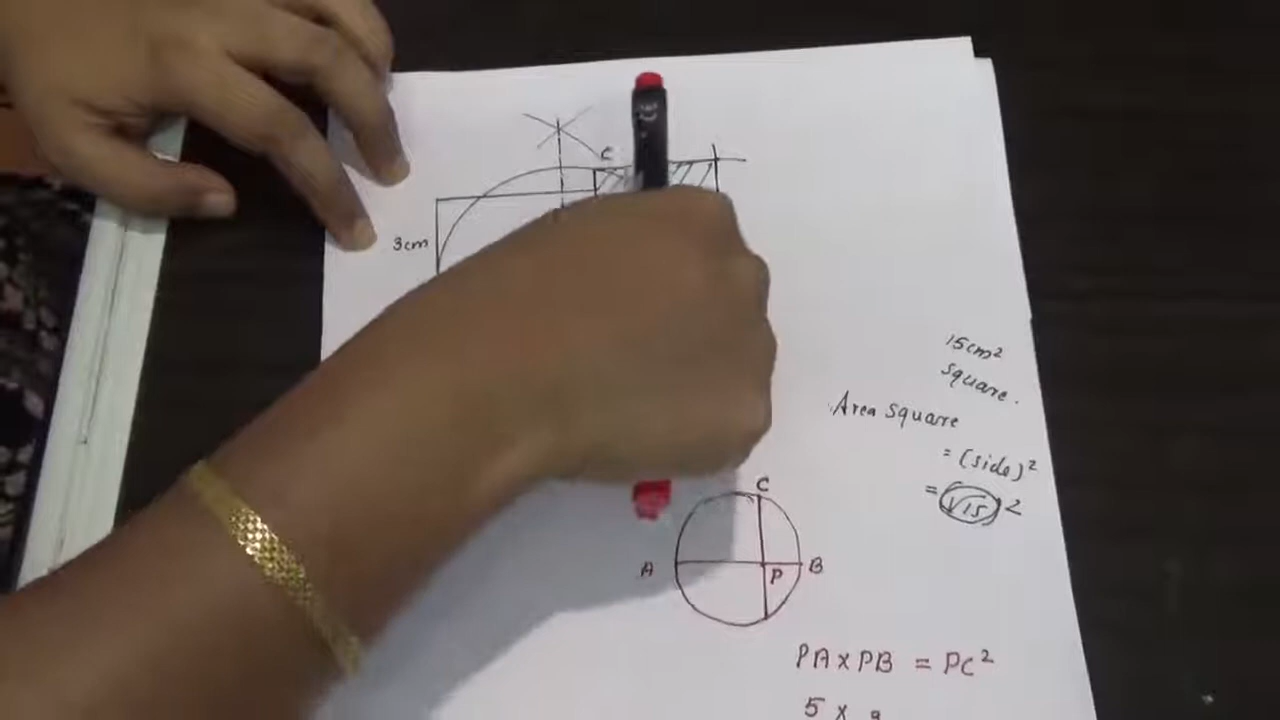 C
3cm
15cm²
square.
Area square
= (side)²
= (√15)²
C
A
P
B
PA x PB = PC²
5 x